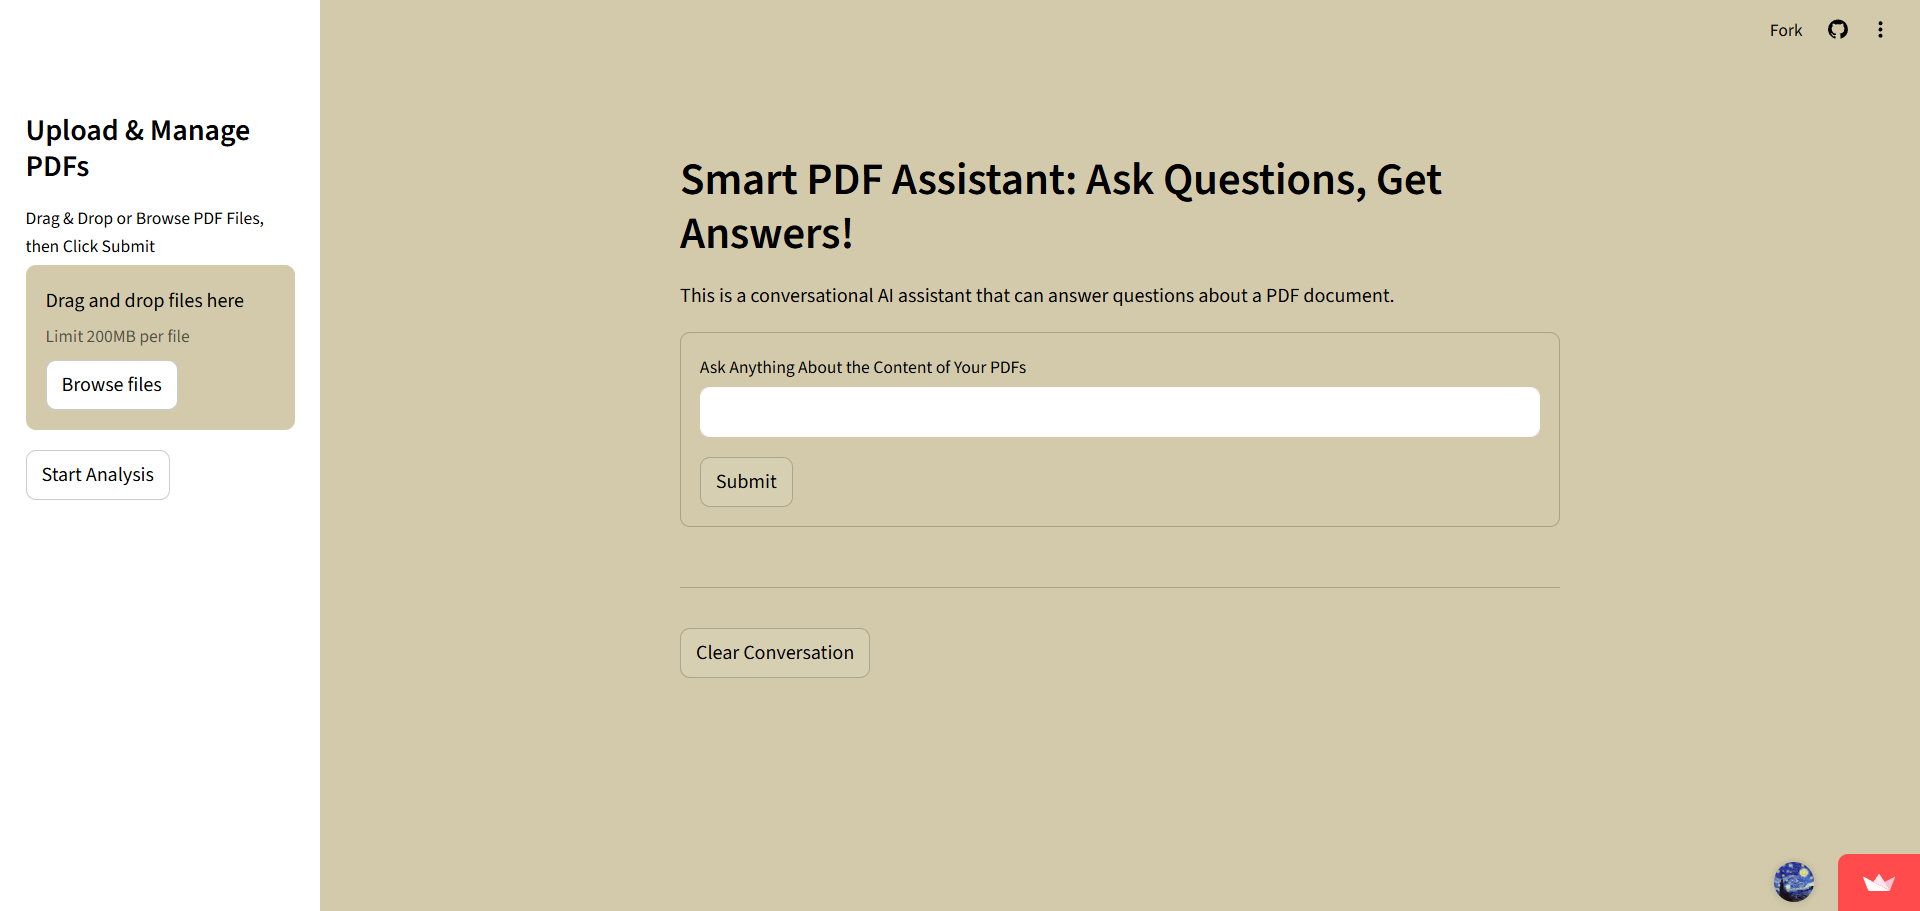 Fork
Upload & Manage
PDFs
Drag & Drop or Browse PDF Files,
then Click Submit
Drag and drop files here
Limit 200MB per file
Browse files
Start Analysis
Smart PDF Assistant: Ask Questions, Get
Answers!
This is a conversational AI assistant that can answer questions about a PDF document.
Ask Anything About the Content of Your PDFs
Submit
Clear Conversation